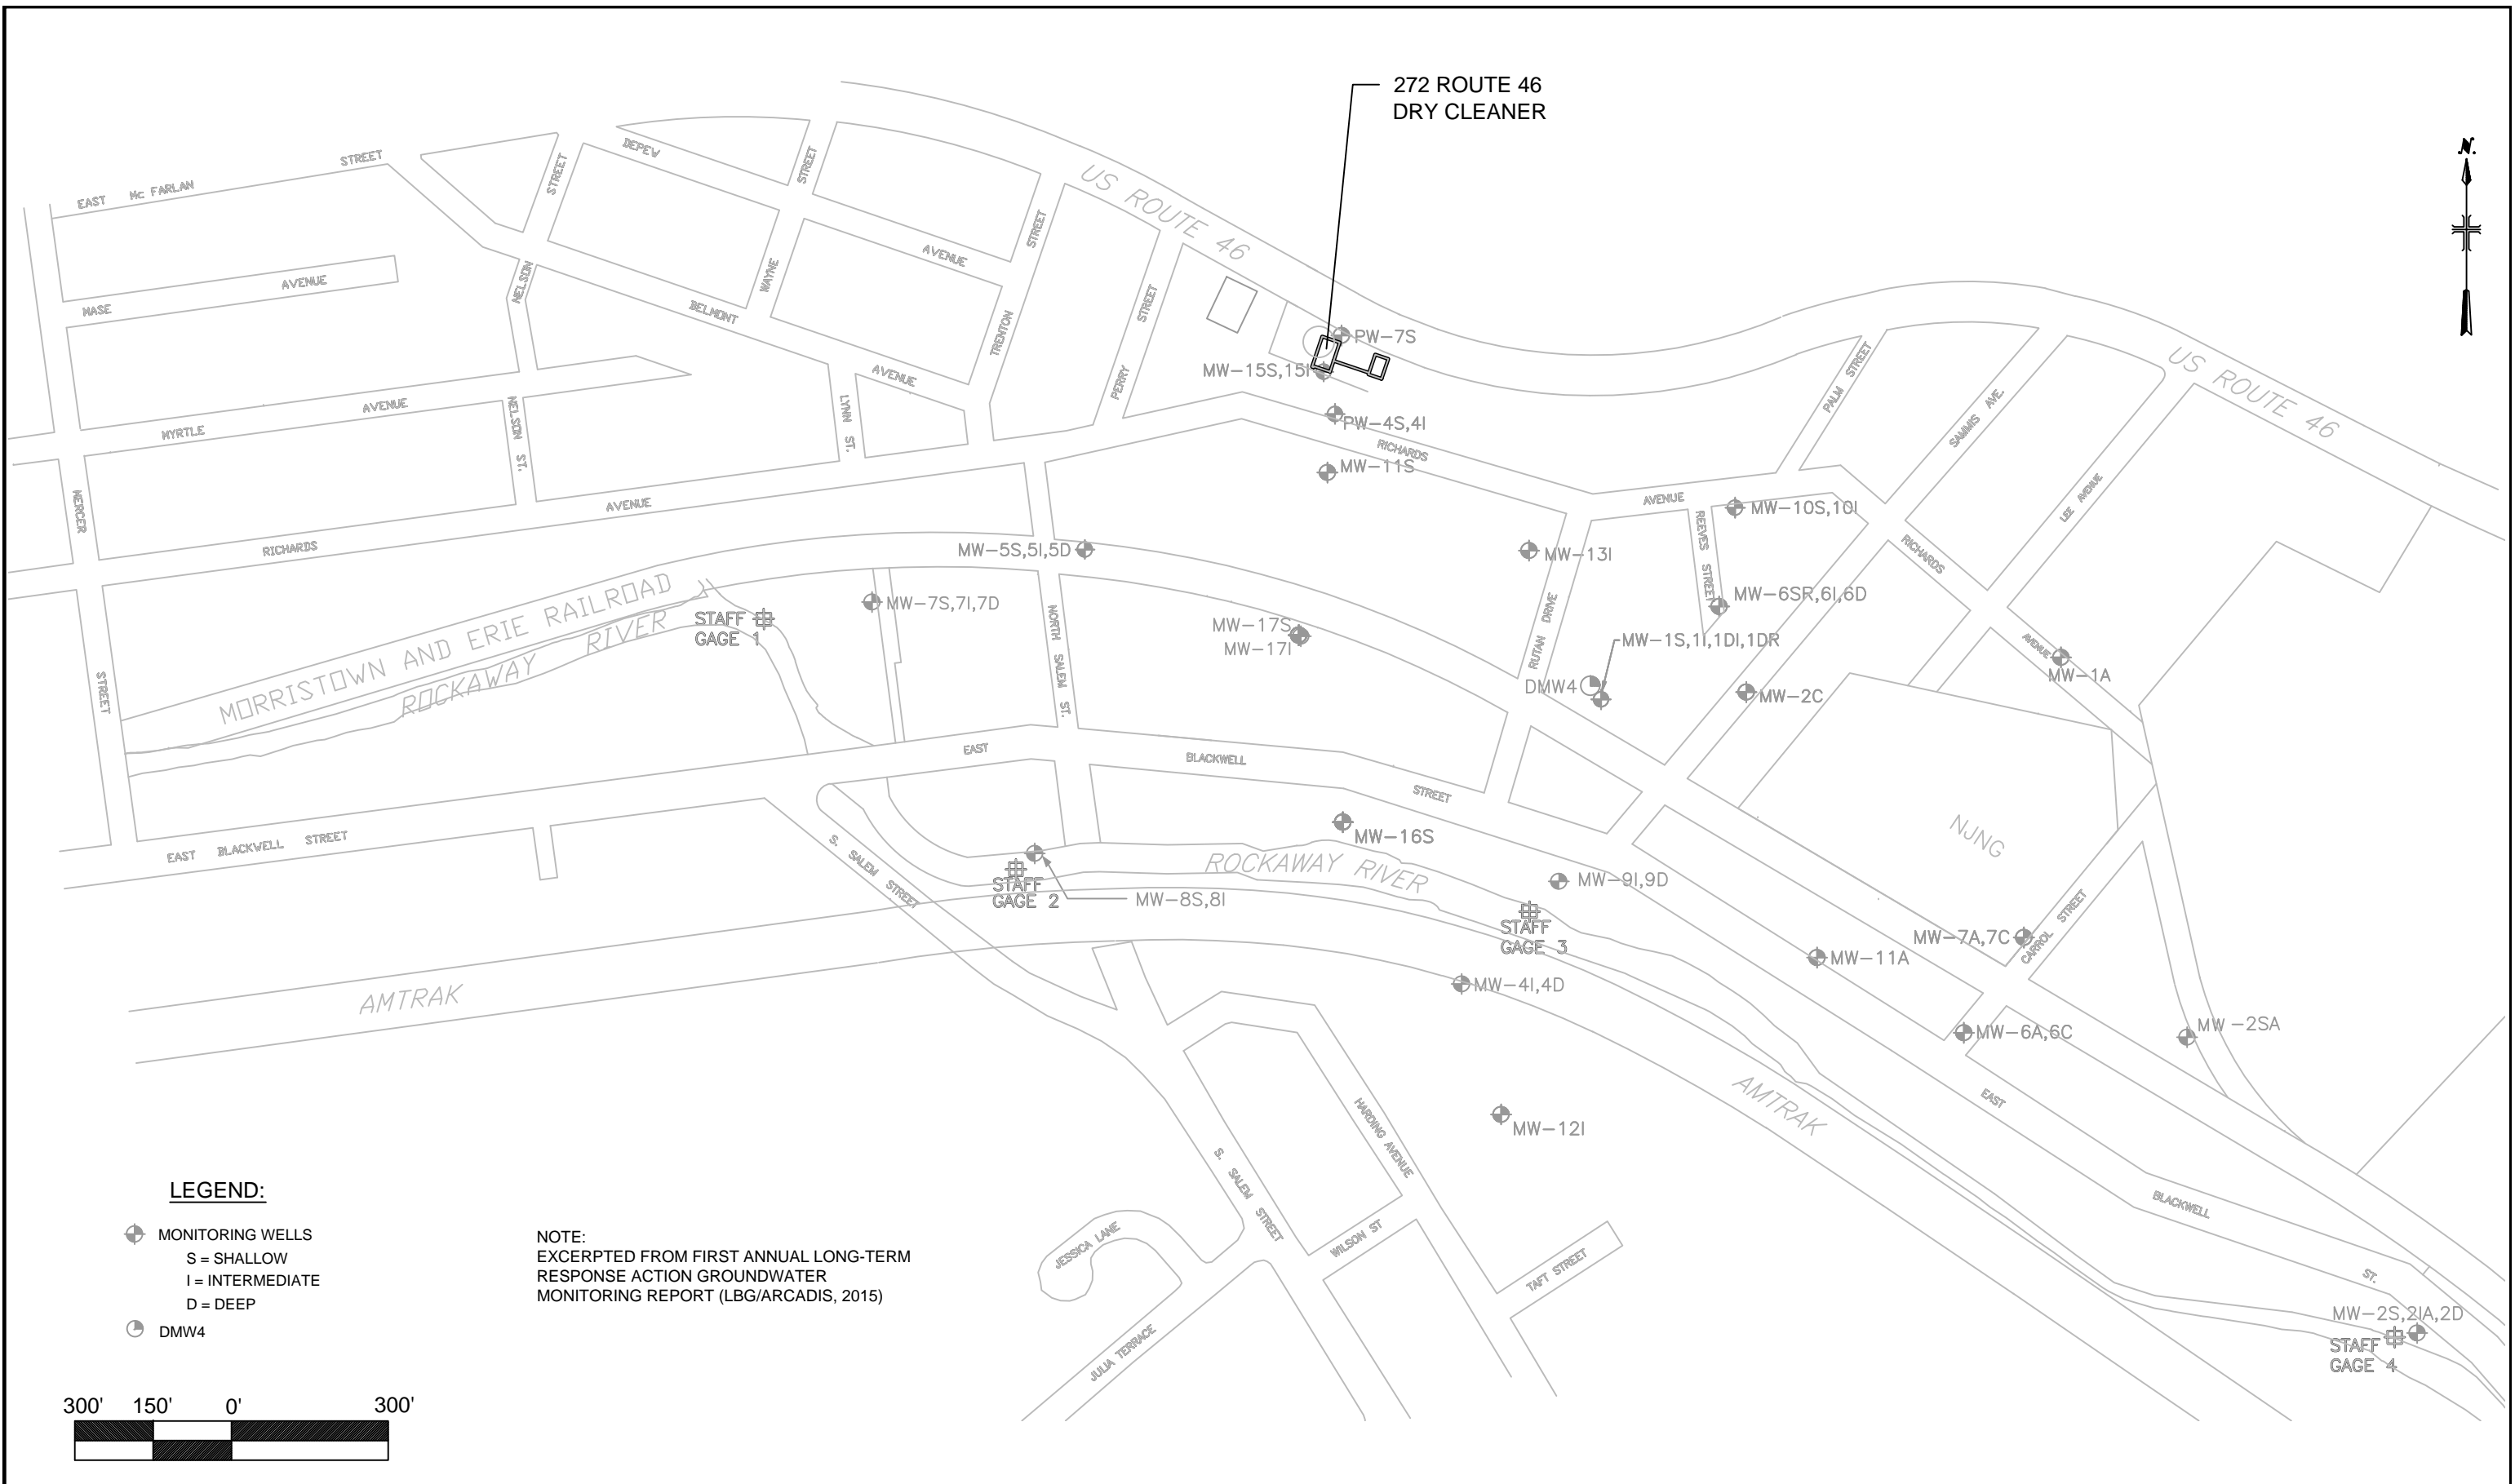 272 ROUTE 46
DRY CLEANER
N.
STREET
EAST Mc FARLAN
DEPEW
STREET
STREET
US ROUTE 46
STREET
AVENUE
AVENUE
MASE
NELSON
WAYNE
BELMONT
TRENTON
STREET
PERRY
PW-7S
MW-15S,15I
PALM STREET
US ROUTE 46
AVENUE
AVENUE
MYRTLE
NELSON ST.
LYNN ST.
PW-4S,4I
RICHARDS
SAMMIS AVE.
MW-11S
MERCER
AVENUE
RICHARDS
AVENUE
REEVES STREET
MW-10S,10I
LEE AVENUE
MW-5S,5I,5D
MW-13I
RICHARDS
MORRISTOWN AND ERIE RAILROAD
ROCKAWAY RIVER
STAFF
GAGE 1
MW-7S,7I,7D
NORTH SALEM ST.
MW-17S
MW-17I
RUTAN DRIVE
MW-6SR,6I,6D
MW-1S,1I,1DI,1DR
AVENUE
MW-1A
DMW4
MW-2C
STREET
EAST
BLACKWELL
STREET
EAST BLACKWELL STREET
S. SALEM STREET
MW-16S
NJNG
ROCKAWAY RIVER
STAFF
GAGE 2
MW-8S,8I
MW-9I,9D
STAFF
GAGE 3
MW-7A,7C
CARROL STREET
MW-11A
AMTRAK
MW-4I,4D
MW-6A,6C
MW -2SA
AMTRAK
EAST
MW-12I
HARDING AVENUE
S. SALEM STREET
BLACKWELL
JESSICA LANE
WILSON ST
TAFT STREET
ST.
JULIA TERRACE
MW-2S,2IA,2D
STAFF
GAGE 4
LEGEND:
MONITORING WELLS
S = SHALLOW
I = INTERMEDIATE
D = DEEP
DMW4
NOTE:
EXCERPTED FROM FIRST ANNUAL LONG-TERM
RESPONSE ACTION GROUNDWATER
MONITORING REPORT (LBG/ARCADIS, 2015)
300' 150' 0' 300'